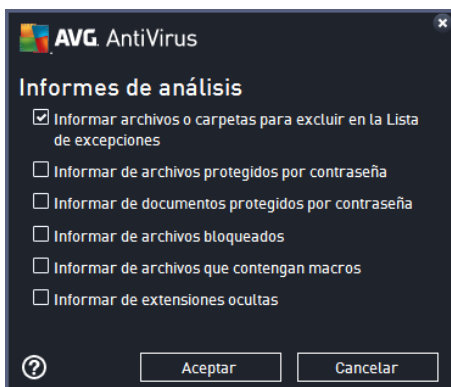 AVG. AntiVirus
Informes de análisis
Informar archivos o carpetas para excluir en la Lista
de excepciones
Informar de archivos protegidos por contraseña
Informar de documentos protegidos por contraseña
Informar de archivos bloqueados
Informar de archivos que contengan macros
Informar de extensiones ocultas
? Aceptar Cancelar